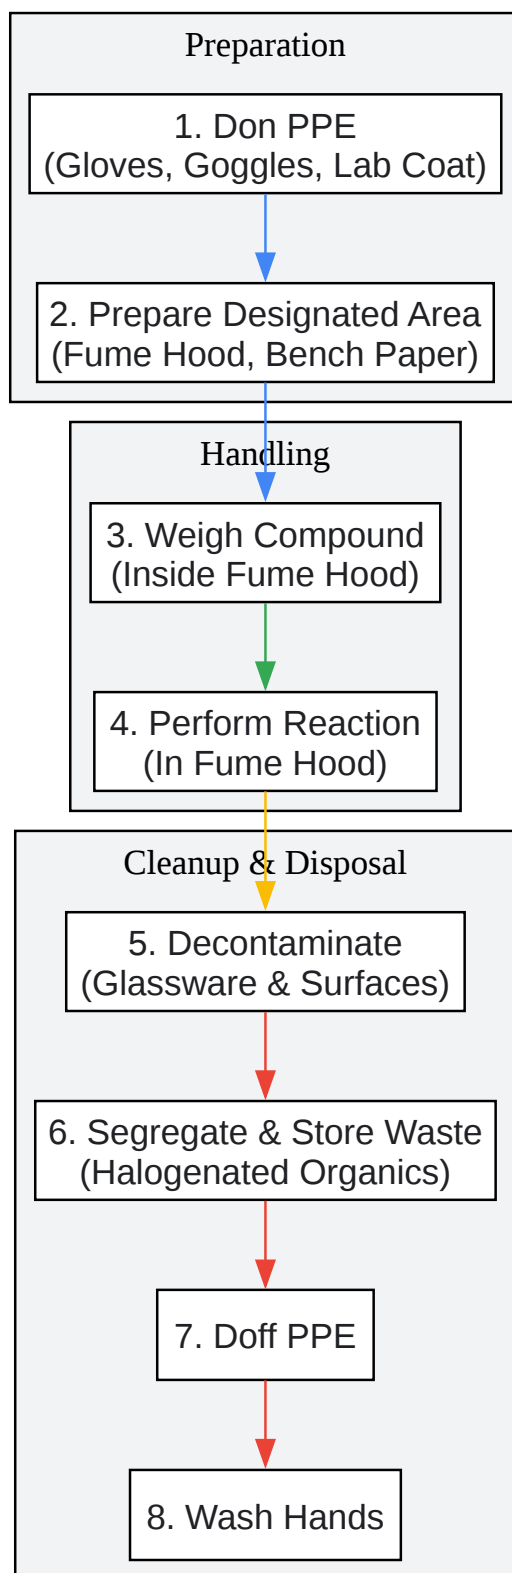 Preparation
1. Don PPE
(Gloves, Goggles, Lab Coat)
2. Prepare Designated Area
(Fume Hood, Bench Paper)
Handling
3. Weigh Compound
(Inside Fume Hood)
4. Perform Reaction
(In Fume Hood)
Cleanup & Disposal
5. Decontaminate
(Glassware & Surfaces)
6. Segregate & Store Waste
(Halogenated Organics)
7. Doff PPE
8. Wash Hands